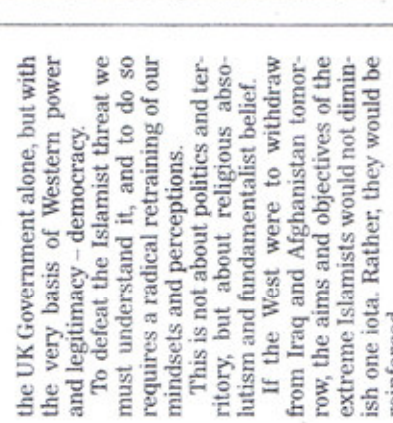 the UK Government alone, but with
the very basis of Western power
and legitimacy – democracy.
To defeat the Islamist threat we
must understand it, and to do so
requires a radical retraining of our
mindsets and perceptions.
This is not about politics and ter-
ritory, but about religious abso-
lutism and fundamentalist belief.
If the West were to withdraw
from Iraq and Afghanistan tomor-
row, the aims and objectives of the
extreme Islamists would not dimin-
ish one iota. Rather, they would be